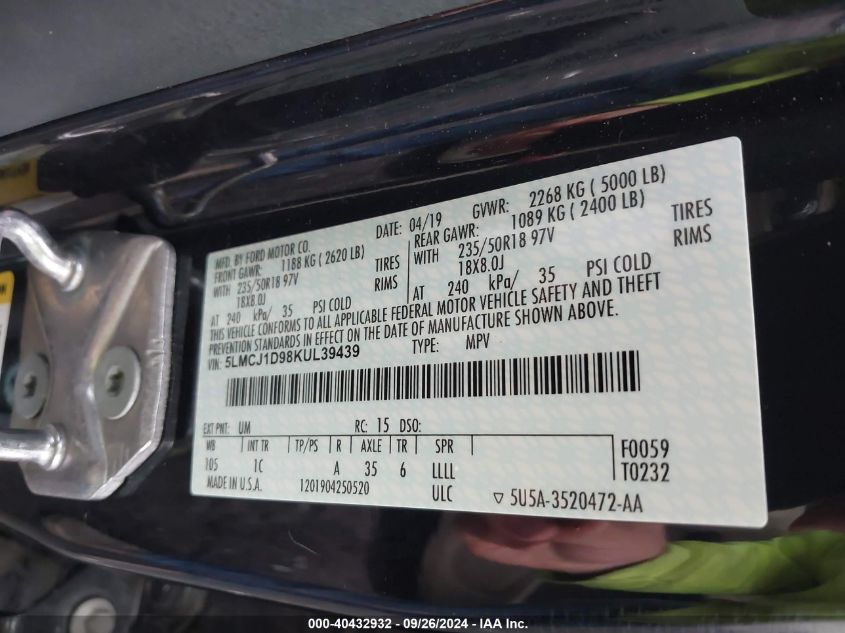 MFD. BY FORD MOTOR CO.
DATE: 04/19 GVWR: 2268 KG ( 5000 LB)
FRONT GAWR: 1188 KG ( 2620 LB)
REAR GAWR: 1089 KG ( 2400 LB)
WITH 235/50R18 97V TIRES
WITH 235/50R18 97V TIRES
18X8.0J RIMS
18X8.0J RIMS
AT 240 kPa/ 35 PSI COLD
AT 240 kPa/ 35 PSI COLD
THIS VEHICLE CONFORMS TO ALL APPLICABLE FEDERAL MOTOR VEHICLE SAFETY AND THEFT
PREVENTION STANDARDS IN EFFECT ON THE DATE OF MANUFACTURE SHOWN ABOVE.
VIN: 5LMCJ1D98KUL39439 TYPE: MPV
EXT PNT: UM RC: 15 DSO:
WB INT TR TP/PS R AXLE TR SPR
105 1C A 35 6 LLLL
F0059
T0232
MADE IN U.S.A. 1201904250520 ULC ▽ 5U5A-3520472-AA
000-40432932 - 09/26/2024 - IAA Inc.